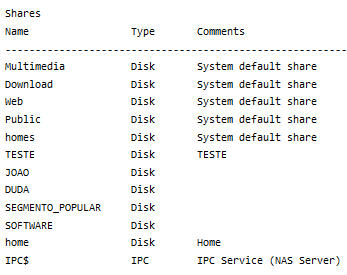 Shares
Name Type Comments
-------------------------------------------------------
Multimedia Disk System default share
Download Disk System default share
Web Disk System default share
Public Disk System default share
homes Disk System default share
TESTE Disk TESTE
JOAO Disk
DUDA Disk
SEGMENTO_POPULAR Disk
SOFTWARE Disk
home Disk Home
IPC$ IPC IPC Service (NAS Server)